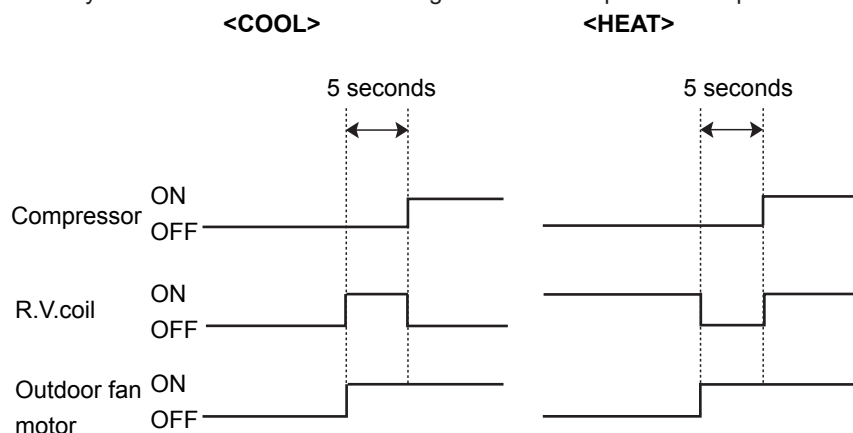 <COOL>
<HEAT>
5 seconds
5 seconds
Compressor
ON
OFF
R.V.coil
ON
OFF
Outdoor fan
motor
ON
OFF